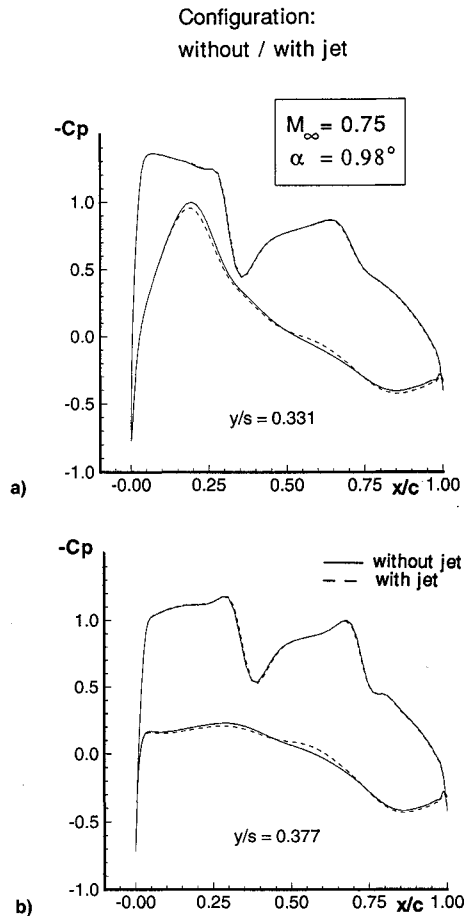 Configuration:
without / with jet
M∞= 0.75
α = 0.98°
-Cp
1.0
0.5
0.0
-0.5
-1.0
y/s = 0.331
-0.00 0.25 0.50 0.75 x/c 1.00
a)
-Cp
without jet
with jet
1.0
0.5
0.0
-0.5
-1.0
y/s = 0.377
-0.00 0.25 0.50 0.75 x/c 1.00
b)